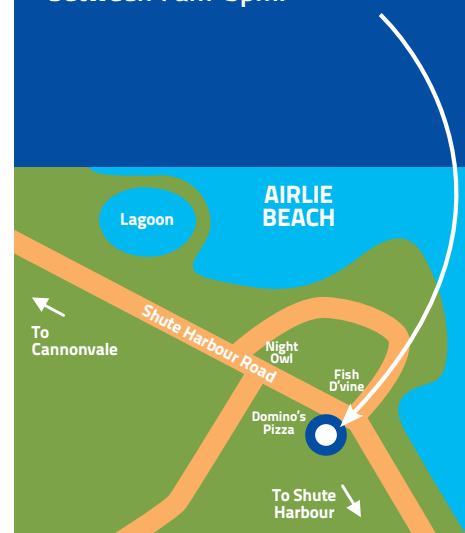 AIRLIE
BEACH
Lagoon
To
Cannonvale
Shute Harbour Road
Night
Owl
Fish
D'vine
Domino's
Pizza
To Shute
Harbour